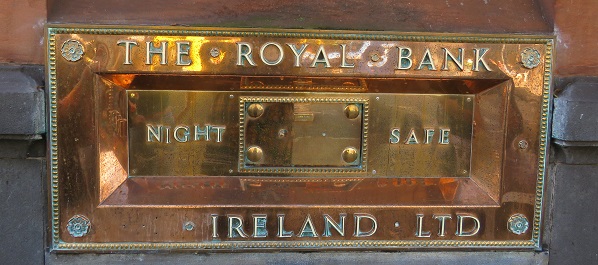 THE · ROYAL · BANK
NIGHT SAFE
· IRELAND · LTD